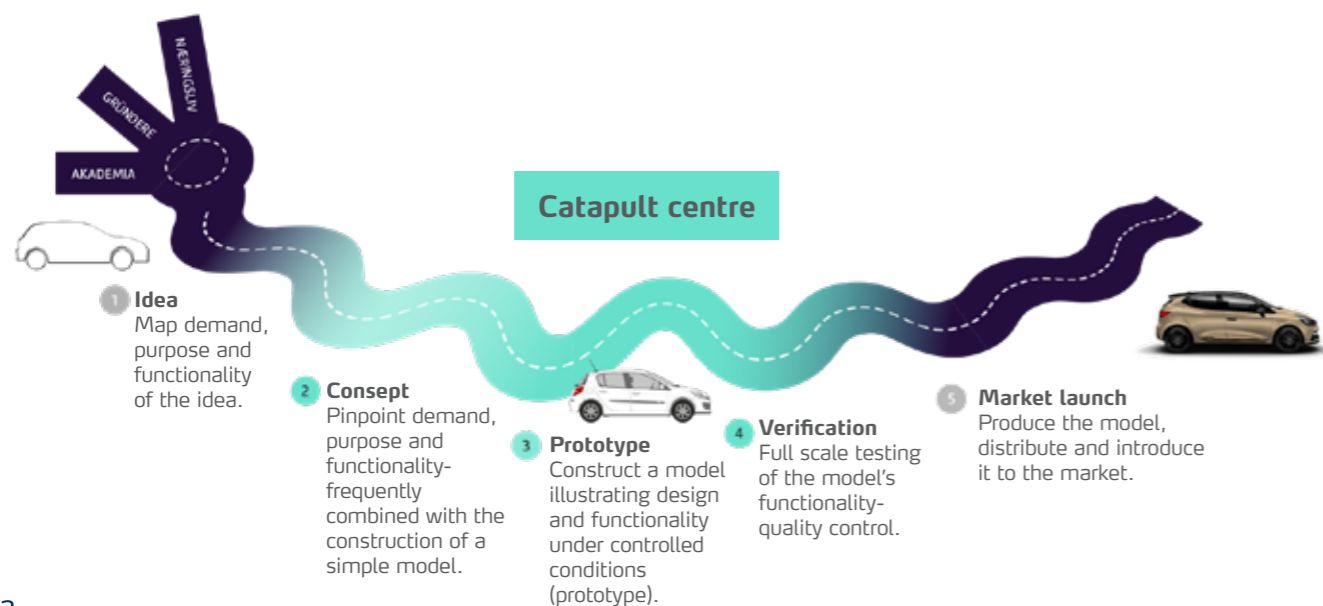 NÆRINGSLIV
GRÜNDERE
AKADEMIA
Catapult centre
1 Idea
Map demand,
purpose and
functionality
of the idea.
2 Consept
Pinpoint demand,
purpose and
functionality-
frequently
combined with the
construction of a
simple model.
3 Prototype
Construct a model
illustrating design
and functionality
under controlled
conditions
(prototype).
4 Verification
Full scale testing
of the model's
functionality-
quality control.
5 Market launch
Produce the model,
distribute and introduce
it to the market.